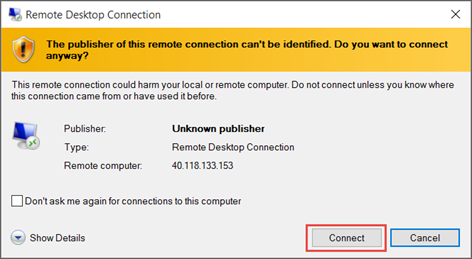 Remote Desktop Connection
The publisher of this remote connection can't be identified. Do you want to connect
anyway?
This remote connection could harm your local or remote computer. Do not connect unless you know where
this connection came from or have used it before.
Publisher: Unknown publisher
Type: Remote Desktop Connection
Remote computer: 40.118.133.153
Don't ask me again for connections to this computer
Show Details Connect Cancel